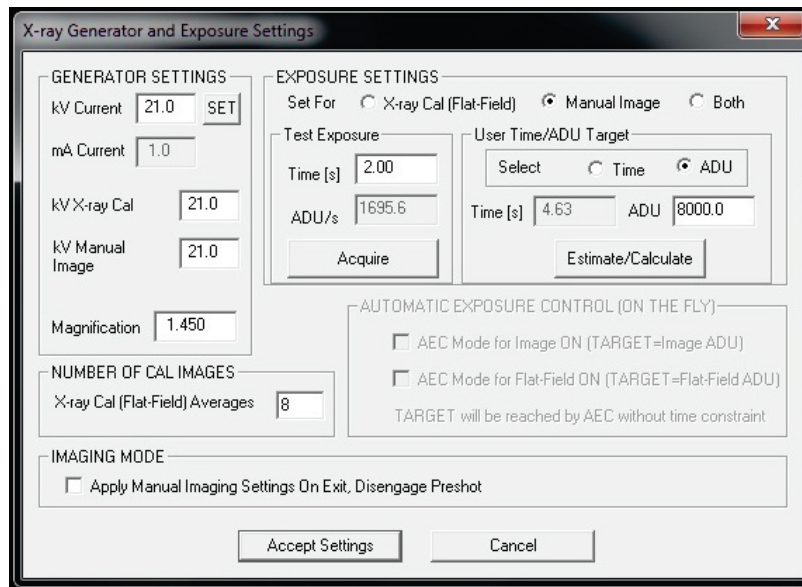 X-ray Generator and Exposure Settings
GENERATOR SETTINGS
kV Current 21.0 SET
mA Current 1.0
kV X-ray Cal 21.0
kV Manual Image 21.0
Magnification 1.450
EXPOSURE SETTINGS
Set For X-ray Cal (Flat-Field) Manual Image Both
Test Exposure
Time [s] 2.00
ADU/s 1695.6
Acquire
User Time/ADU Target
Select Time ADU
Time [s] 4.63 ADU 8000.0
Estimate/Calculate
AUTOMATIC EXPOSURE CONTROL (ON THE FLY)
AEC Mode for Image ON (TARGET=Image ADU)
AEC Mode for Flat-Field ON (TARGET=Flat-Field ADU)
TARGET will be reached by AEC without time constraint
NUMBER OF CAL IMAGES
X-ray Cal (Flat-Field) Averages 8
IMAGING MODE
Apply Manual Imaging Settings On Exit, Disengage Preshot
Accept Settings Cancel